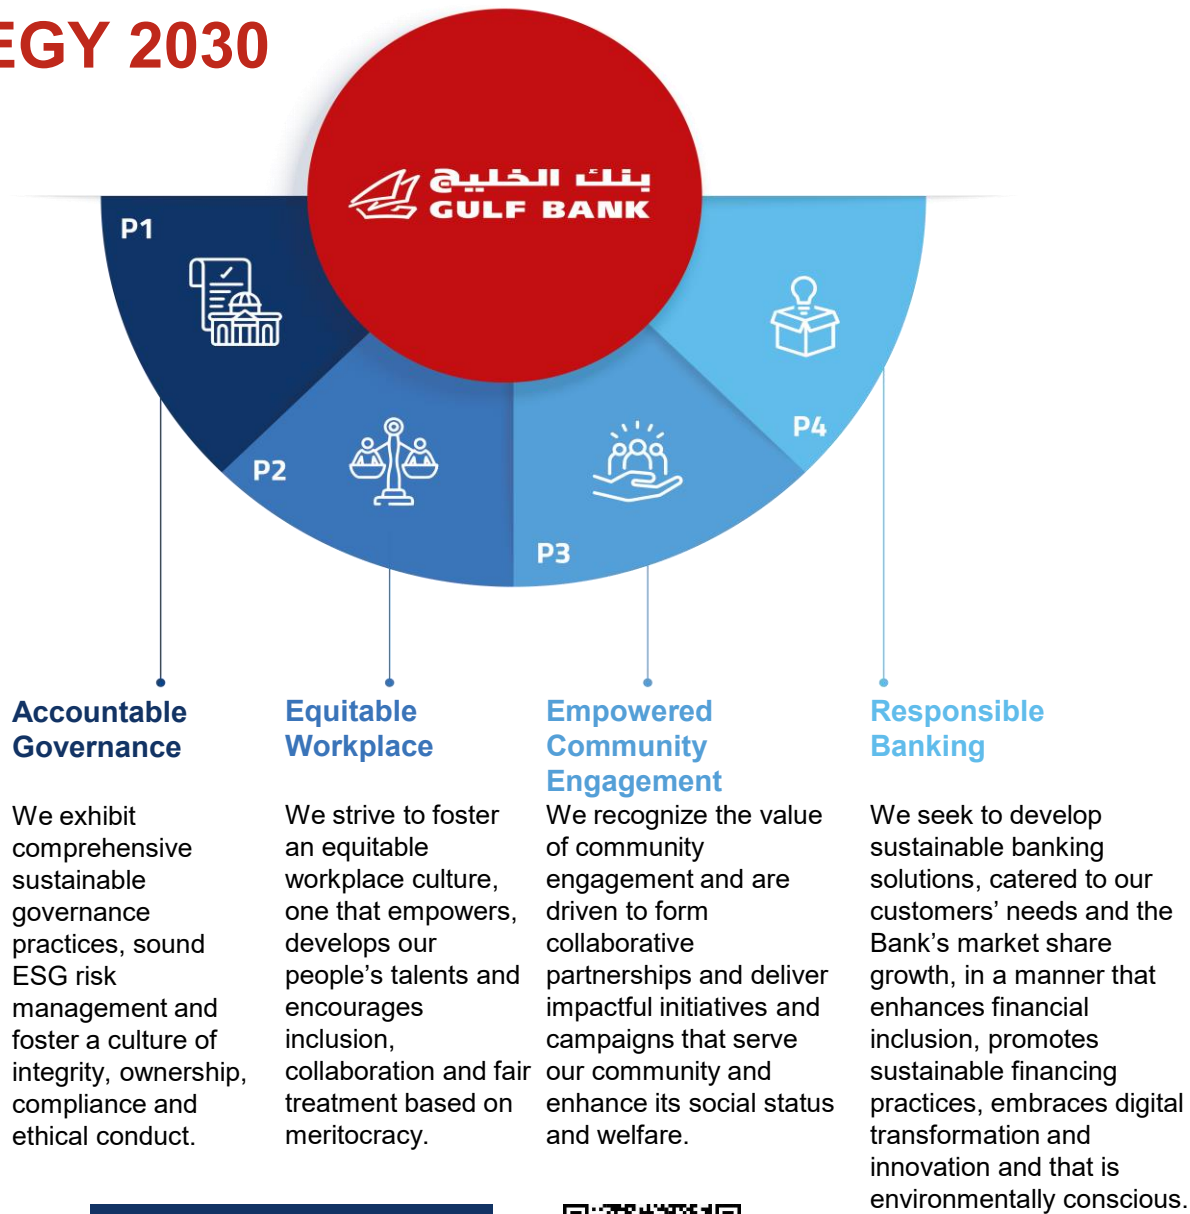 EGY 2030
بنك الخليج
GULF BANK
P1
P2
P3
P4
Accountable
Governance
We exhibit
comprehensive
sustainable
governance
practices, sound
ESG risk
management and
foster a culture of
integrity, ownership,
compliance and
ethical conduct.
Equitable
Workplace
We strive to foster
an equitable
workplace culture,
one that empowers,
develops our
people’s talents and
encourages
inclusion,
collaboration and fair
treatment based on
meritocracy.
Empowered
Community
Engagement
We recognize the value
of community
engagement and are
driven to form
collaborative
partnerships and deliver
impactful initiatives and
campaigns that serve
our community and
enhance its social status
and welfare.
Responsible
Banking
We seek to develop
sustainable banking
solutions, catered to our
customers’ needs and the
Bank’s market share
growth, in a manner that
enhances financial
inclusion, promotes
sustainable financing
practices, embraces digital
transformation and
innovation and that is
environmentally conscious.